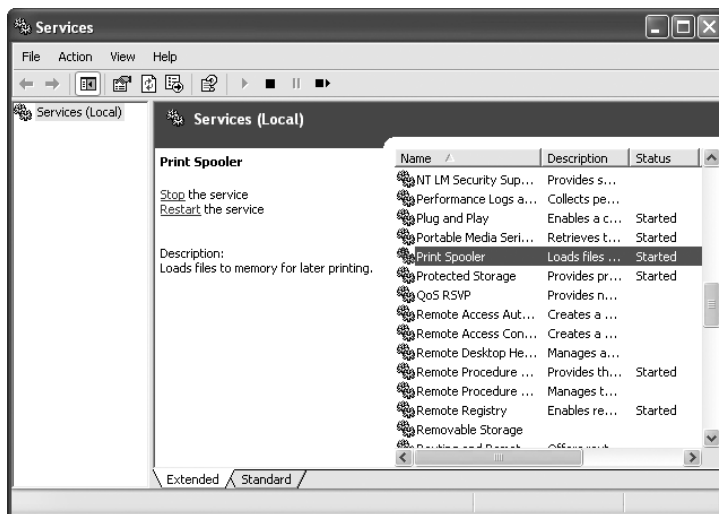 Services
File Action View Help
Services (Local)
Services (Local)
Print Spooler
Stop the service
Restart the service
Description:
Loads files to memory for later printing.
Name Description Status
NT LM Security Sup... Provides s...
Performance Logs a... Collects pe...
Plug and Play Enables a c... Started
Portable Media Seri... Retrieves t... Started
Print Spooler Loads files ... Started
Protected Storage Provides pr... Started
QoS RSVP Provides n...
Remote Access Aut... Creates a ...
Remote Access Con... Creates a ...
Remote Desktop He... Manages a...
Remote Procedure ... Provides th... Started
Remote Procedure ... Manages t...
Remote Registry Enables re... Started
Removable Storage
Extended Standard